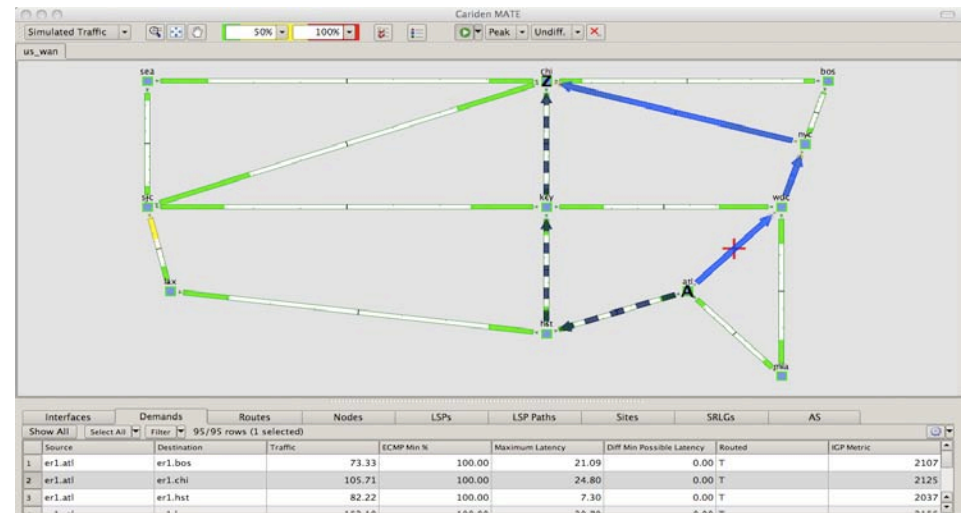 Cariden MATE
Simulated Traffic 50% 100% Peak Undiff.
us_wan
sea chi bos
nyc
sjc key wdc
lax atl
A
hst
mia
Z
Interfaces Demands Routes Nodes LSPs LSP Paths Sites SRLGs AS
Show All Select All Filter 95/95 rows (1 selected)
Source Destination Traffic ECMP Min % Maximum Latency Diff Min Possible Latency Routed IGP Metric
1 er1.atl er1.bos 73.33 100.00 21.09 0.00 T 2107
2 er1.atl er1.chi 105.71 100.00 24.80 0.00 T 2125
3 er1.atl er1.hst 82.22 100.00 7.30 0.00 T 2037